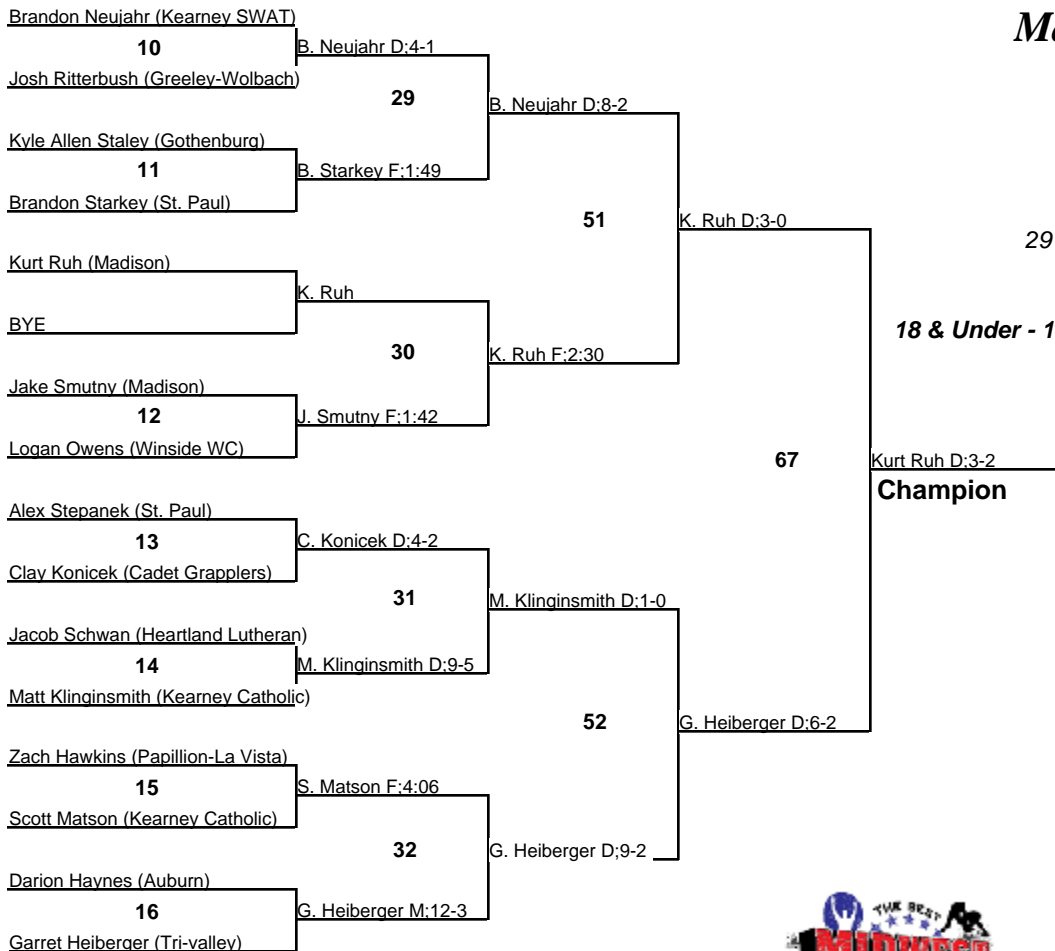 Brandon Neujahr (Kearney SWAT)
10
Josh Ritterbush (Greeley-Wolbach)
B. Neujahr D;4-1
29
Kyle Allen Staley (Gothenburg)
11
Brandon Starkey (St. Paul)
B. Starkey F;1:49
B. Neujahr D;8-2
51
Kurt Ruh (Madison)
BYE
K. Ruh
30
Jake Smutny (Madison)
12
Logan Owens (Winside WC)
J. Smutny F;1:42
K. Ruh F;2:30
K. Ruh D;3-0
67
Alex Stepanek (St. Paul)
13
Clay Konicek (Cadet Grapplers)
C. Konicek D;4-2
31
Jacob Schwan (Heartland Lutheran)
14
Matt Klinginsmith (Kearney Catholic)
M. Klinginsmith D;9-5
M. Klinginsmith D;1-0
52
Zach Hawkins (Papillion-La Vista)
15
Scott Matson (Kearney Catholic)
S. Matson F;4:06
32
Darion Haynes (Auburn)
16
Garret Heiberger (Tri-valley)
G. Heiberger M;12-3
G. Heiberger D;9-2
G. Heiberger D;6-2
Kurt Ruh D;3-2
Champion
29
18 & Under - 1
THE BEST
MIDWEST